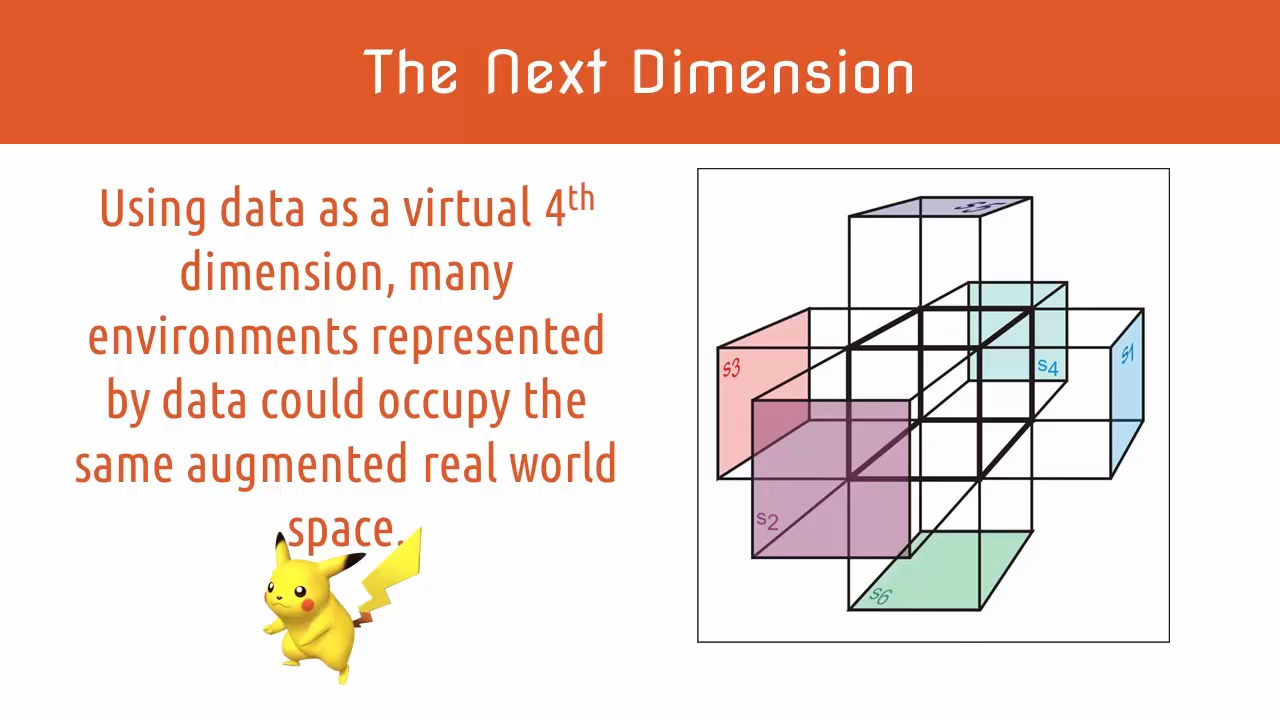 The Next Dimension
Using data as a virtual 4th
dimension, many
environments represented
by data could occupy the
same augmented real world
space.
s5
s3
s4
s1
s2
s6